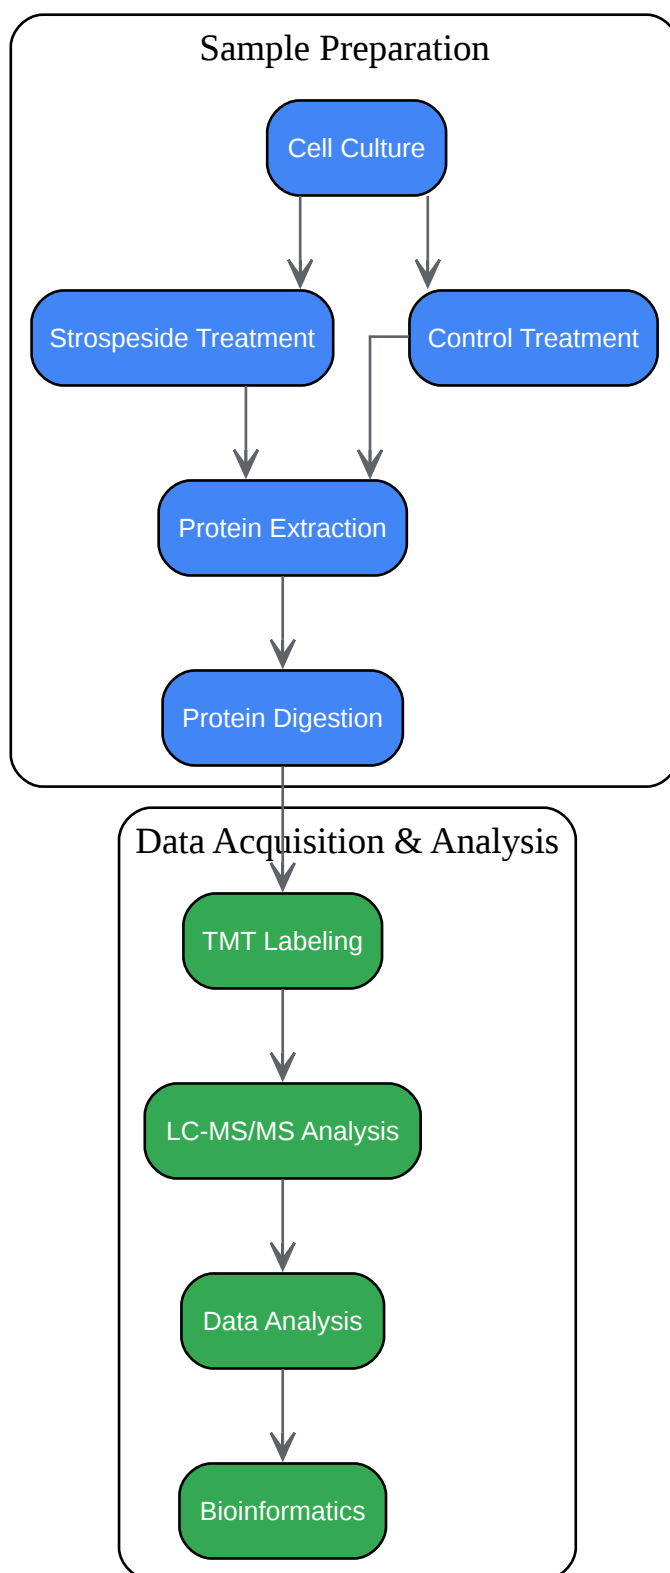 Sample Preparation
Cell Culture
Strospeside Treatment
Control Treatment
Protein Extraction
Protein Digestion
Data Acquisition & Analysis
TMT Labeling
LC-MS/MS Analysis
Data Analysis
Bioinformatics